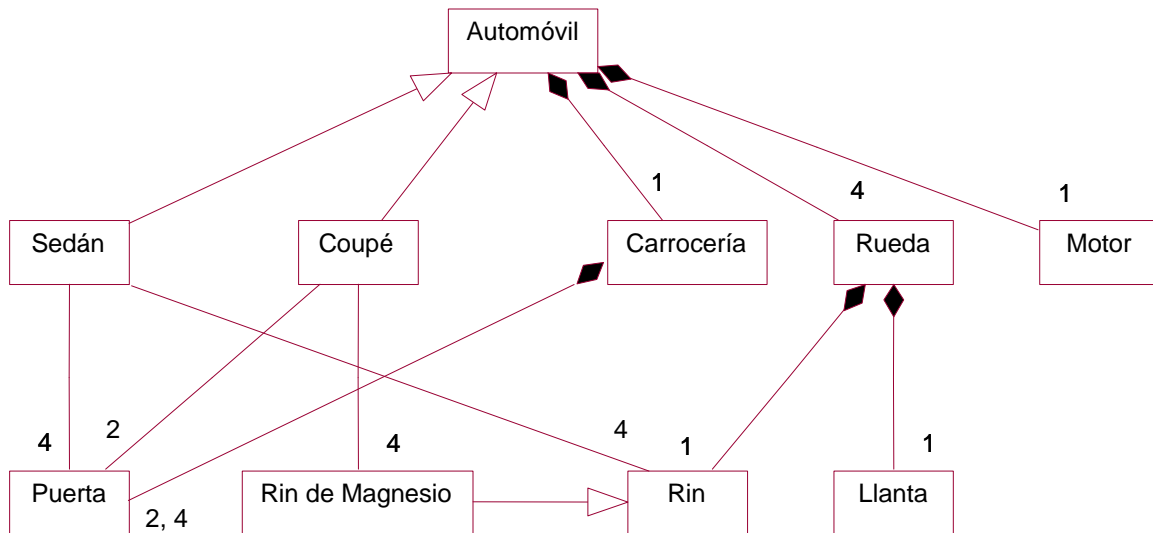 Automóvil
1
4
1
Sedán
Coupé
Carrocería
Rueda
Motor
4
2
4
4
1
1
Puerta
Rin de Magnesio
Rin
Llanta
2, 4